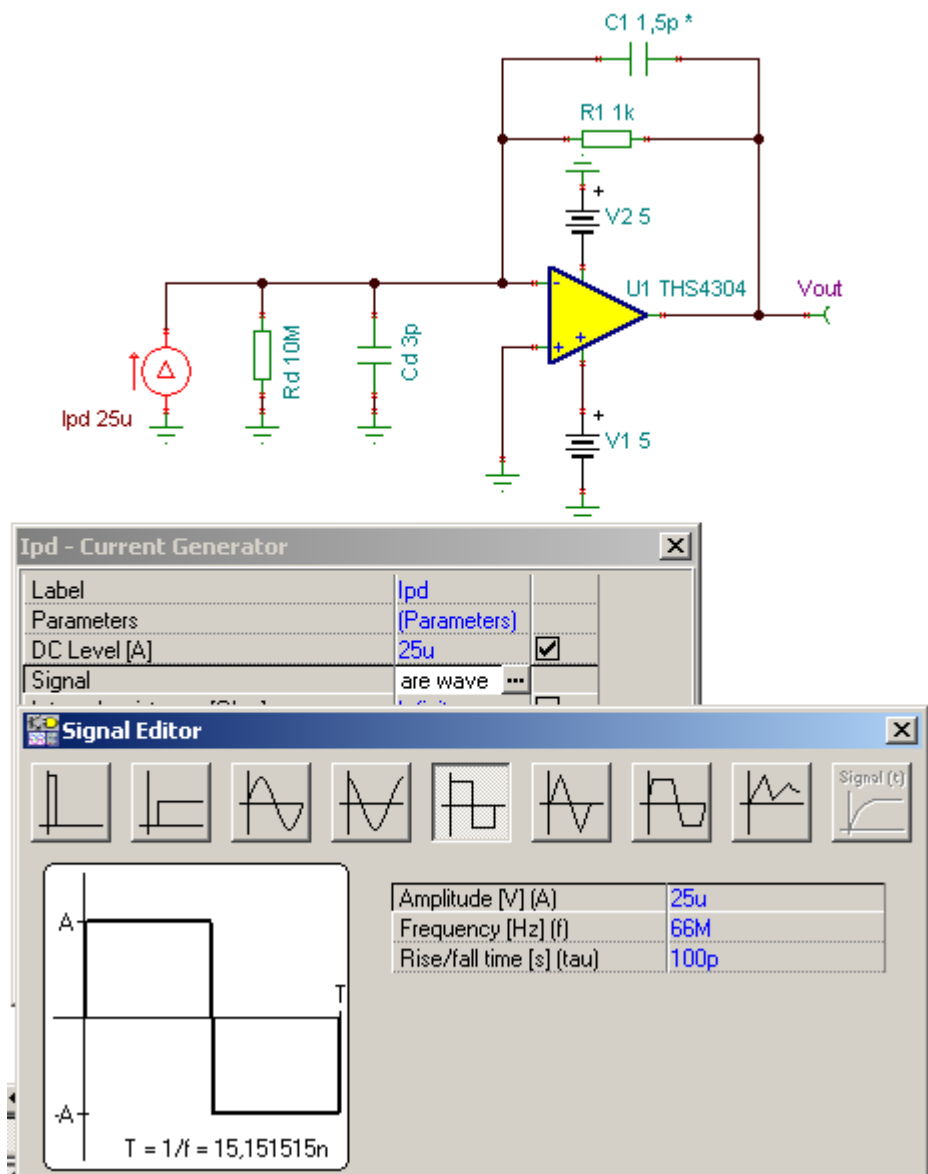 C1 1,5p *
R1 1k
+
V2 5
-
U1 THS4304
Vout
+
+
Rd 10M
Cd 3p
Ipd 25u
+
V1 5
Ipd - Current Generator
Label Ipd
Parameters (Parameters)
DC Level [A] 25u
Signal are wave ...
Signal Editor
Signal (t)
A
T
-A
T = 1/f = 15,151515n
Amplitude [V] (A) 25u
Frequency [Hz] (f) 66M
Rise/fall time [s] (tau) 100p